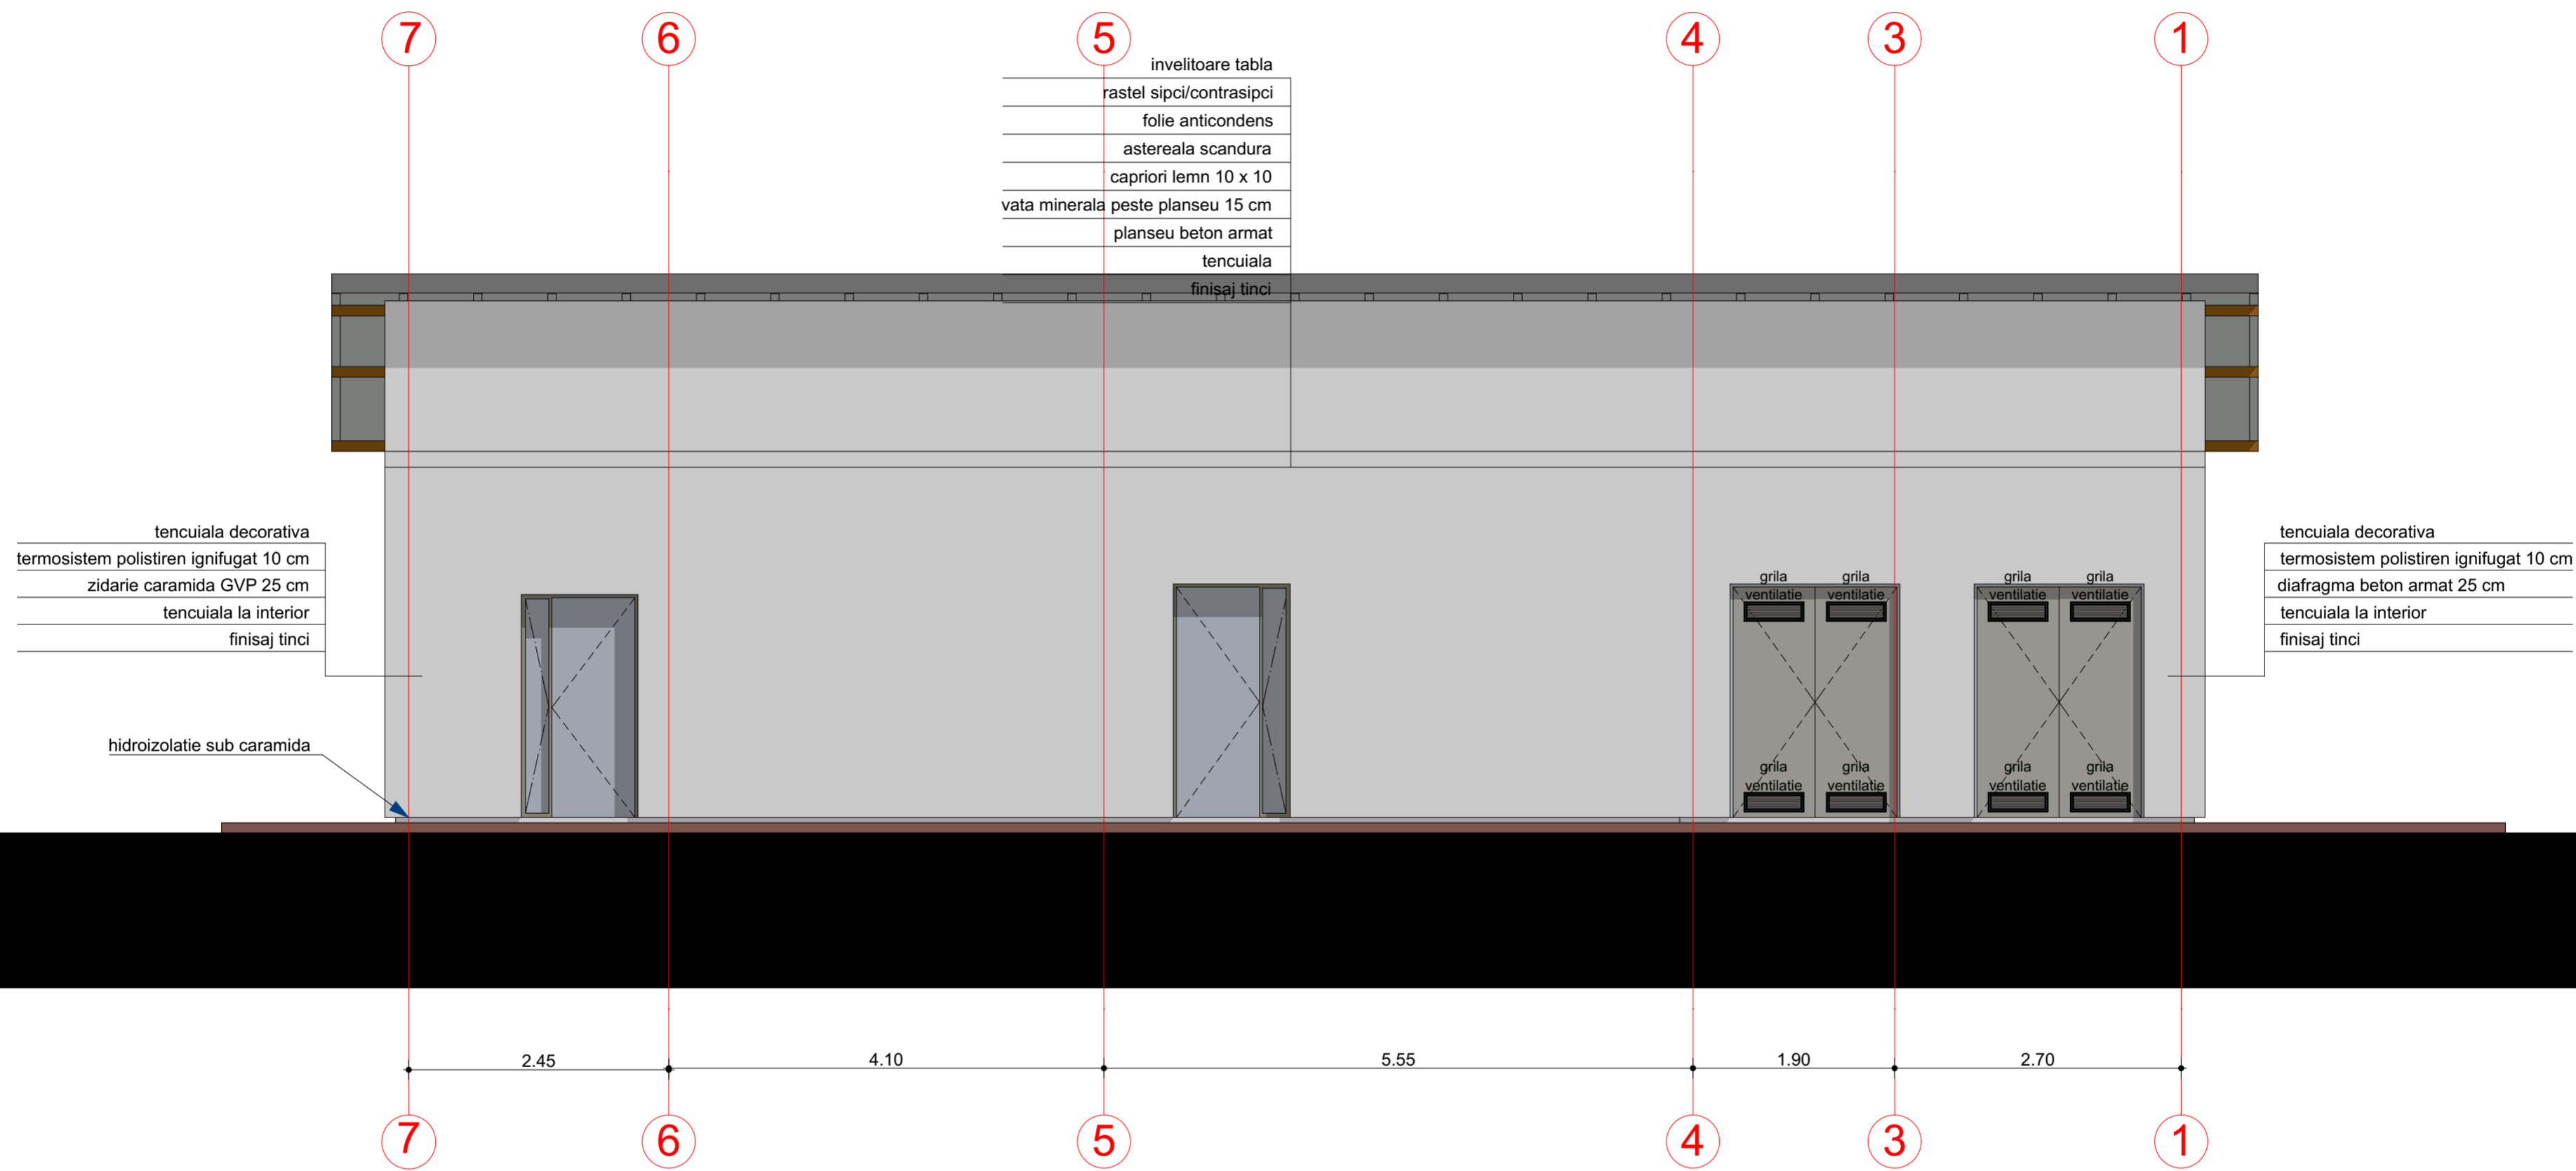 7 6 5 4 3 1
invelitoare tabla
rastel sipci/contrasipci
folie anticondens
astereala scandura
capriori lemn 10 x 10
vata minerala peste planseu 15 cm
planseu beton armat
tencuiala
finisaj tinci
tencuiala decorativa
termosistem polistiren ignifugat 10 cm
zidarie caramida GVP 25 cm
tencuiala la interior
finisaj tinci
hidroizolatie sub caramida
grila grila grila grila
ventilatie ventilatie ventilatie ventilatie
grila grila grila grila
ventilatie ventilatie ventilatie ventilatie
tencuiala decorativa
termosistem polistiren ignifugat 10 cm
diafragma beton armat 25 cm
tencuiala la interior
finisaj tinci
2.45 4.10 5.55 1.90 2.70
7 6 5 4 3 1